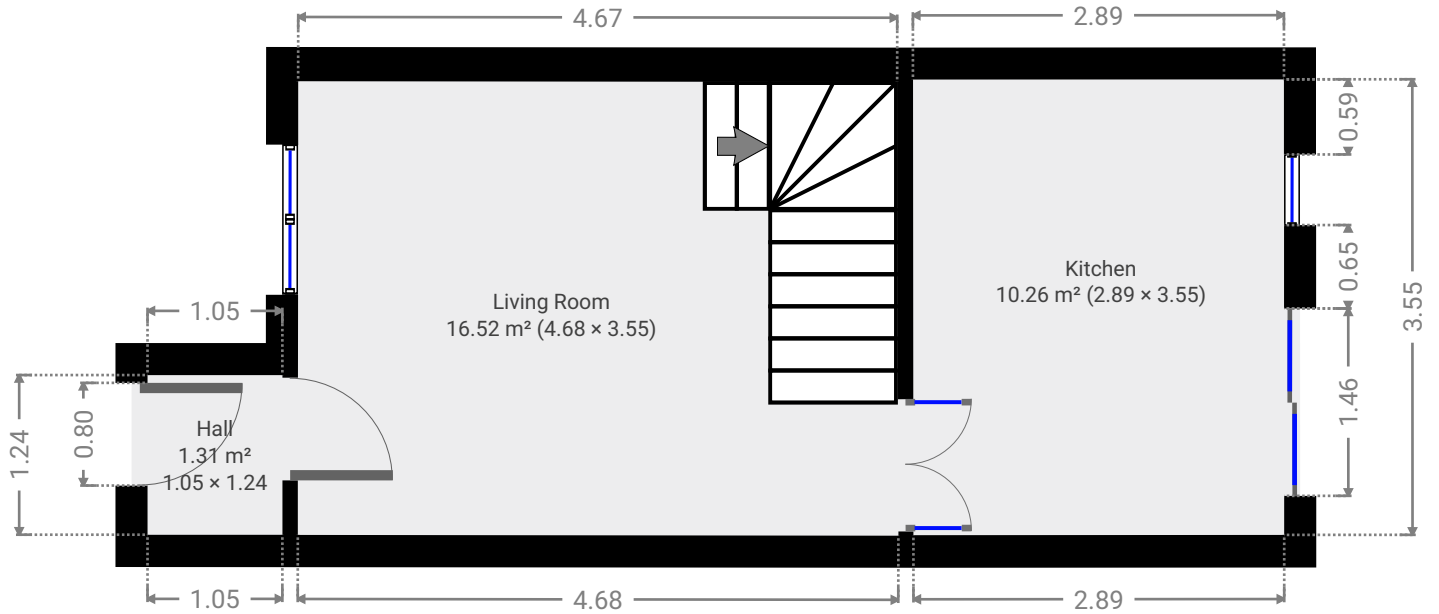 4.67
2.89
0.59
Kitchen
10.26 m² (2.89 × 3.55)
0.65
3.55
Living Room
16.52 m² (4.68 × 3.55)
1.05
1.46
0.80
1.24
Hall
1.31 m²
1.05 × 1.24
1.05
4.68
2.89